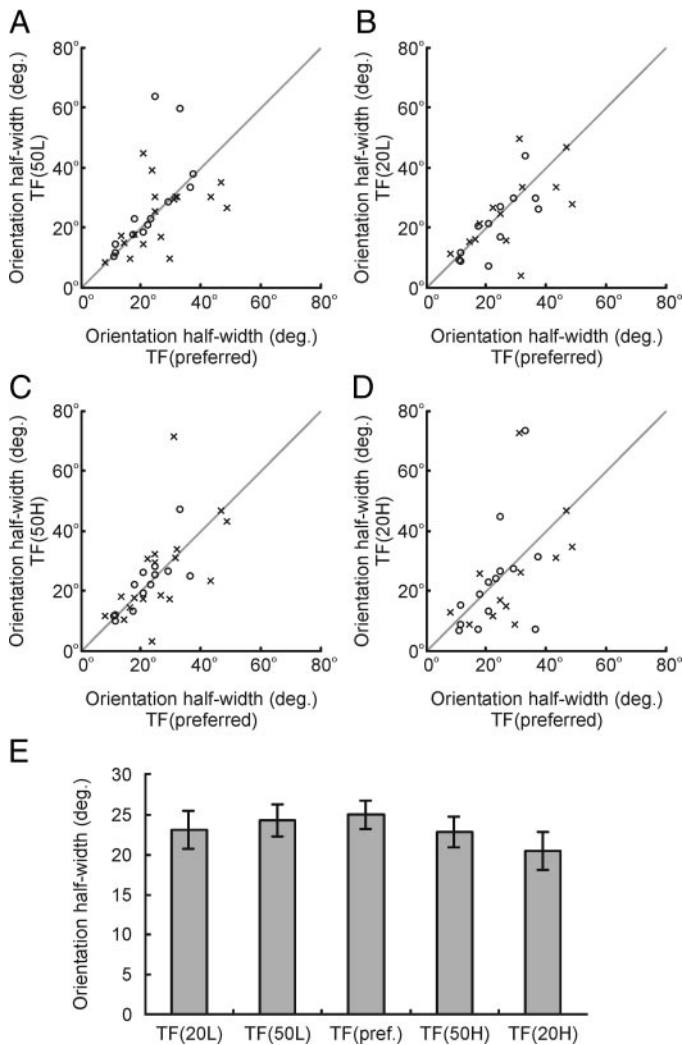 A
80°
60°
40°
20°
0°
0° 20° 40° 60° 80°
Orientation half-width (deg.)
TF(50L)
Orientation half-width (deg.)
TF(preferred)
B
80°
60°
40°
20°
0°
0° 20° 40° 60° 80°
Orientation half-width (deg.)
TF(20L)
Orientation half-width (deg.)
TF(preferred)
C
80°
60°
40°
20°
0°
0° 20° 40° 60° 80°
Orientation half-width (deg.)
TF(50H)
Orientation half-width (deg.)
TF(preferred)
D
80°
60°
40°
20°
0°
0° 20° 40° 60° 80°
Orientation half-width (deg.)
TF(20H)
Orientation half-width (deg.)
TF(preferred)
E
Orientation half-width (deg.)
30
25
20
15
10
5
0
TF(20L) TF(50L) TF(pref.) TF(50H) TF(20H)